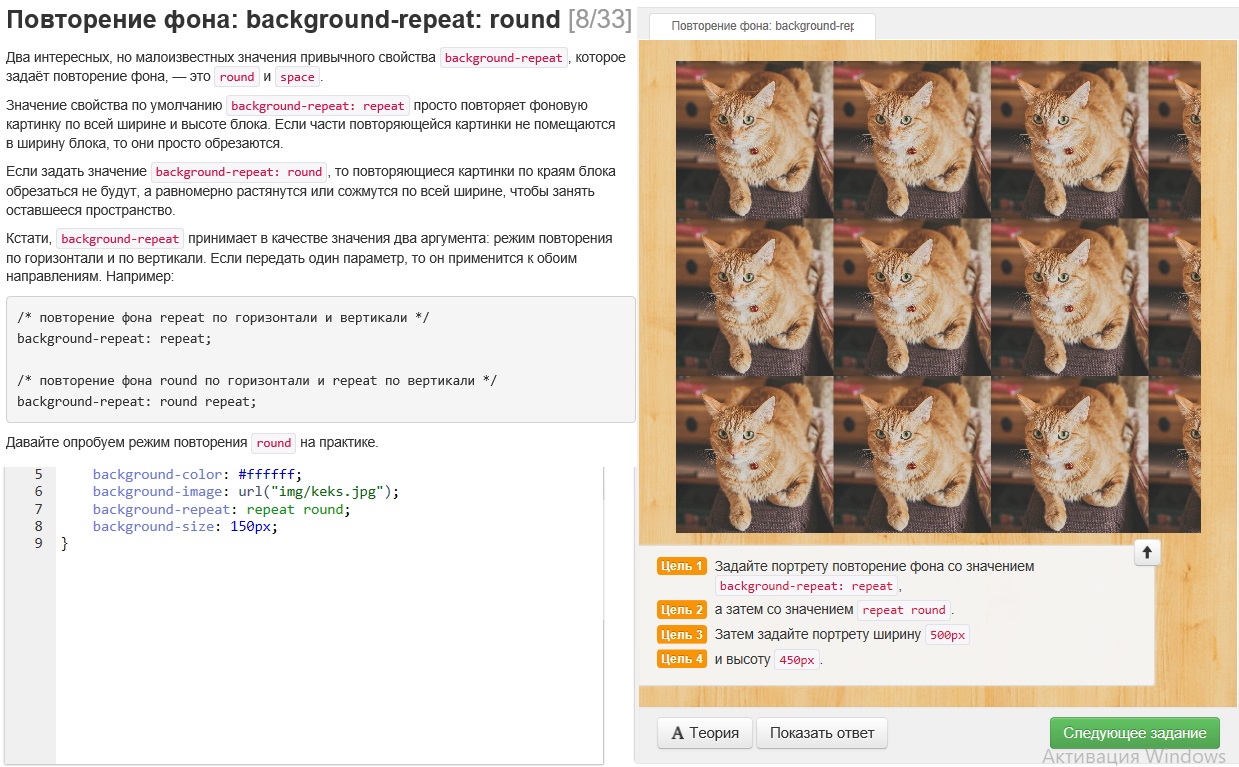 Повторение фона: background-repeat: round [8/33]
Два интересных, но малоизвестных значения привычного свойства background-repeat, которое
задаёт повторение фона, — это round и space.
Значение свойства по умолчанию background-repeat: repeat просто повторяет фоновую
картинку по всей ширине и высоте блока. Если части повторяющейся картинки не помещаются
в ширину блока, то они просто обрезаются.
Если задать значение background-repeat: round, то повторяющиеся картинки по краям блока
обрезаться не будут, а равномерно растянутся или сожмутся по всей ширине, чтобы занять
оставшееся пространство.
Кстати, background-repeat принимает в качестве значения два аргумента: режим повторения
по горизонтали и по вертикали. Если передать один параметр, то он применится к обоим
направлениям. Например:
/* повторение фона repeat по горизонтали и вертикали */
background-repeat: repeat;
/* повторение фона round по горизонтали и repeat по вертикали */
background-repeat: round repeat;
Давайте опробуем режим повторения round на практике.
5 background-color: #ffffff;
6 background-image: url("img/keks.jpg");
7 background-repeat: repeat round;
8 background-size: 150px;
9 }
Повторение фона: background-rep
Цель 1 Задайте портрету повторение фона со значением
background-repeat: repeat,
Цель 2 а затем со значением repeat round.
Цель 3 Затем задайте портрету ширину 500px
Цель 4 и высоту 450px.
А Теория Показать ответ Следующее задание
Активация Windows